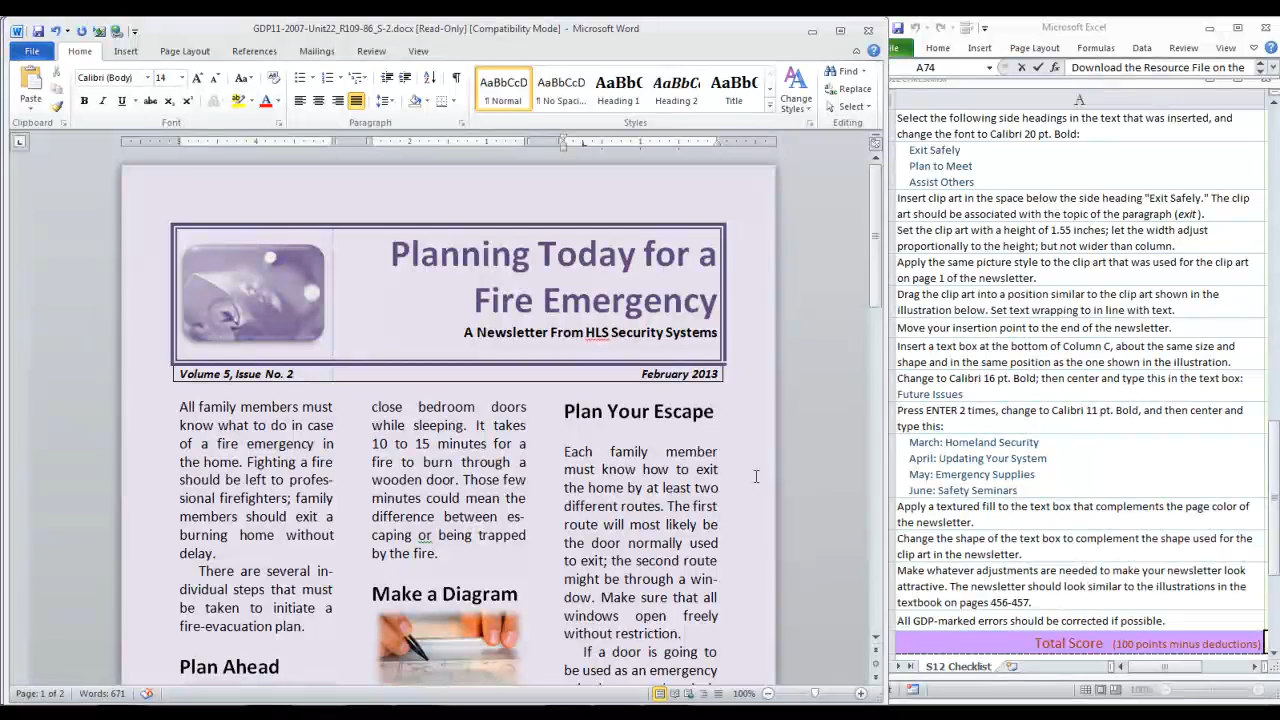 GDP11-2007-Unit22_R109-86_S-2.docx [Read-Only] [Compatibility Mode] - Microsoft Word
File Home Insert Page Layout References Mailings Review View
Paste
Calibri (Body) 14
AaBbCcD AaBbCcD AaBbC AaBbCc AaBbC
¶ Normal ¶ No Spaci... Heading 1 Heading 2 Title
Change Styles
Find
Replace
Select
Clipboard Font Paragraph Styles Editing
Planning Today for a
Fire Emergency
A Newsletter From HLS Security Systems
Volume 5, Issue No. 2 February 2013
All family members must
know what to do in case
of a fire emergency in
the home. Fighting a fire
should be left to profes-
sional firefighters; family
members should exit a
burning home without
delay.
There are several in-
dividual steps that must
be taken to initiate a
fire-evacuation plan.
Plan Ahead
close bedroom doors
while sleeping. It takes
10 to 15 minutes for a
fire to burn through a
wooden door. Those few
minutes could mean the
difference between es-
caping or being trapped
by the fire.
Make a Diagram
Plan Your Escape
Each family member
must know how to exit
the home by at least two
different routes. The first
route will most likely be
the door normally used
to exit; the second route
might be through a win-
dow. Make sure that all
windows open freely
without restriction.
If a door is going to
be used as an emergency
Page: 1 of 2 Words: 671 100%
Microsoft Excel
Home Insert Page Layout Formulas Data Review View
A74 fx Download the Resource File on the
A
Select the following side headings in the text that was inserted, and
change the font to Calibri 20 pt. Bold:
Exit Safely
Plan to Meet
Assist Others
Insert clip art in the space below the side heading "Exit Safely." The clip
art should be associated with the topic of the paragraph (exit).
Set the clip art with a height of 1.55 inches; let the width adjust
proportionally to the height; but not wider than column.
Apply the same picture style to the clip art that was used for the clip art
on page 1 of the newsletter.
Drag the clip art into a position similar to the clip art shown in the
illustration below. Set text wrapping to in line with text.
Move your insertion point to the end of the newsletter.
Insert a text box at the bottom of Column C, about the same size and
shape and in the same position as the one shown in the illustration.
Change to Calibri 16 pt. Bold; then center and type this in the text box:
Future Issues
Press ENTER 2 times, change to Calibri 11 pt. Bold, and then center and
type this:
March: Homeland Security
April: Updating Your System
May: Emergency Supplies
June: Safety Seminars
Apply a textured fill to the text box that complements the page color of
the newsletter.
Change the shape of the text box to complement the shape used for the
clip art in the newsletter.
Make whatever adjustments are needed to make your newsletter look
attractive. The newsletter should look similar to the illustrations in the
textbook on pages 456-457.
All GDP-marked errors should be corrected if possible.
Total Score (100 points minus deductions)
S12 Checklist
100%